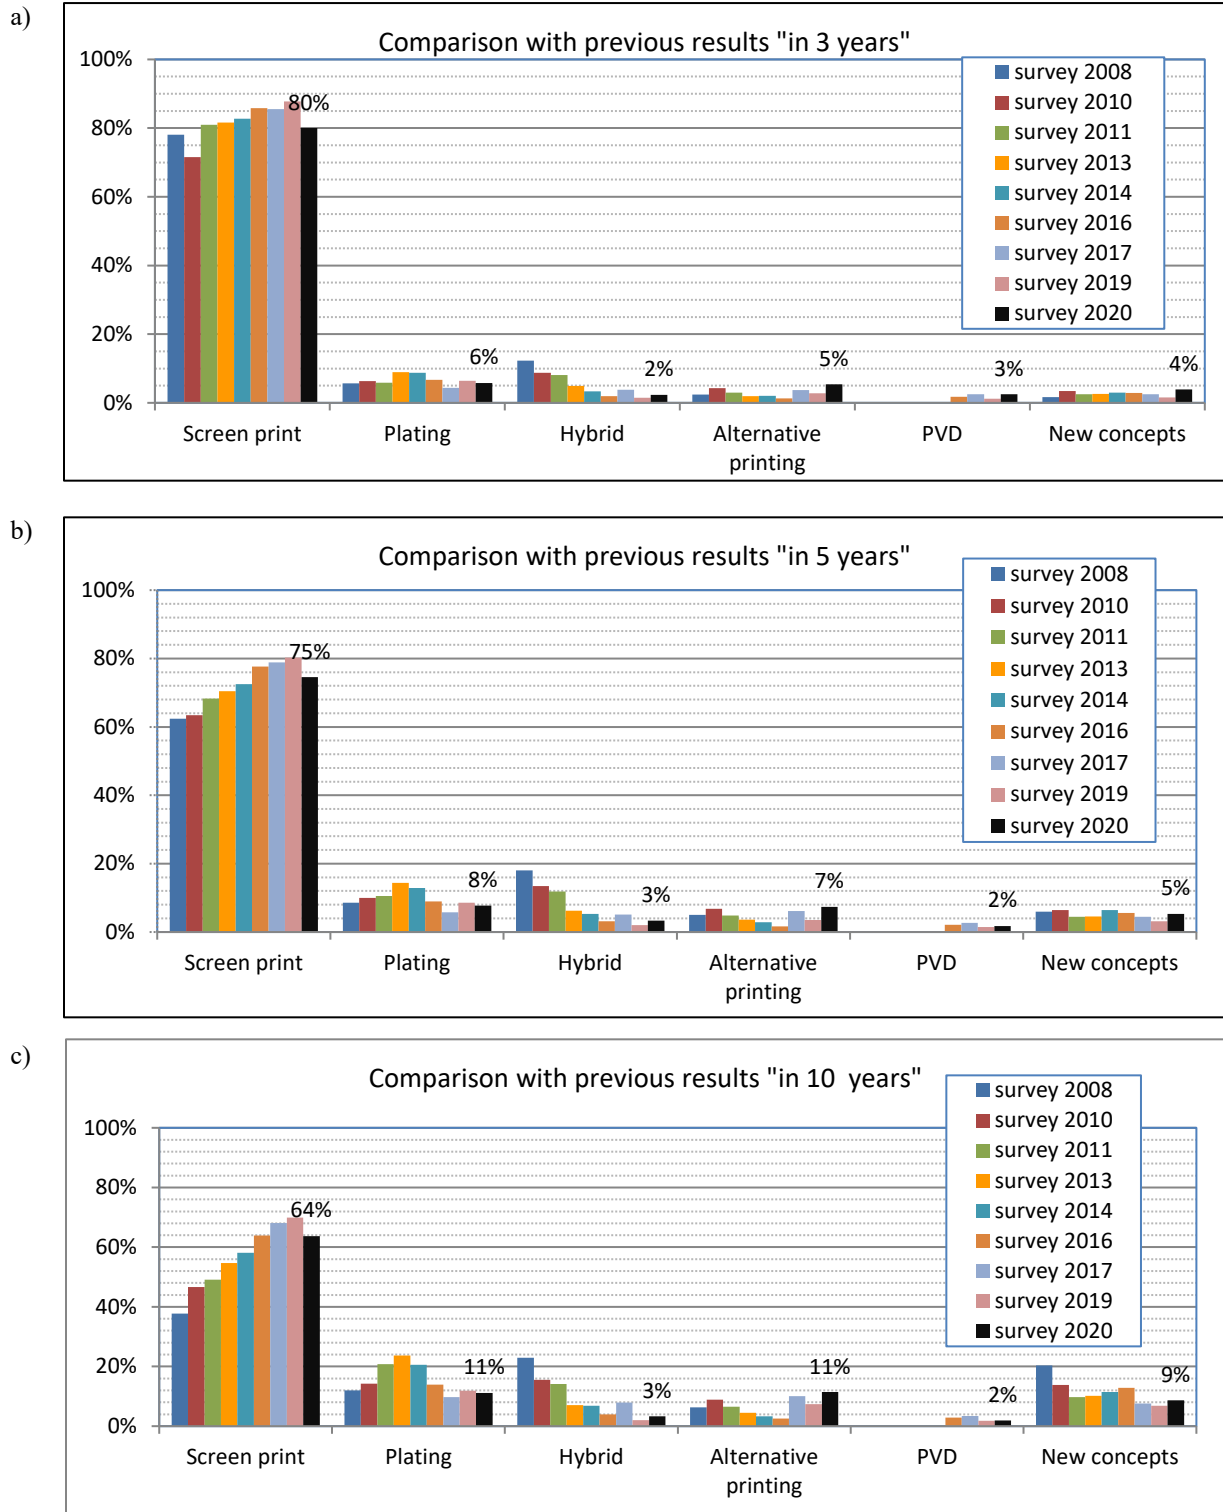 a)
Comparison with previous results "in 3 years"
100%
80%
60%
40%
20%
0%
80%
6%
2%
5%
3%
4%
survey 2008
survey 2010
survey 2011
survey 2013
survey 2014
survey 2016
survey 2017
survey 2019
survey 2020
Screen print
Plating
Hybrid
Alternative
printing
PVD
New concepts
b)
Comparison with previous results "in 5 years"
100%
80%
60%
40%
20%
0%
75%
8%
3%
7%
2%
5%
survey 2008
survey 2010
survey 2011
survey 2013
survey 2014
survey 2016
survey 2017
survey 2019
survey 2020
Screen print
Plating
Hybrid
Alternative
printing
PVD
New concepts
c)
Comparison with previous results "in 10  years"
100%
80%
60%
40%
20%
0%
64%
11%
3%
11%
2%
9%
survey 2008
survey 2010
survey 2011
survey 2013
survey 2014
survey 2016
survey 2017
survey 2019
survey 2020
Screen print
Plating
Hybrid
Alternative
printing
PVD
New concepts